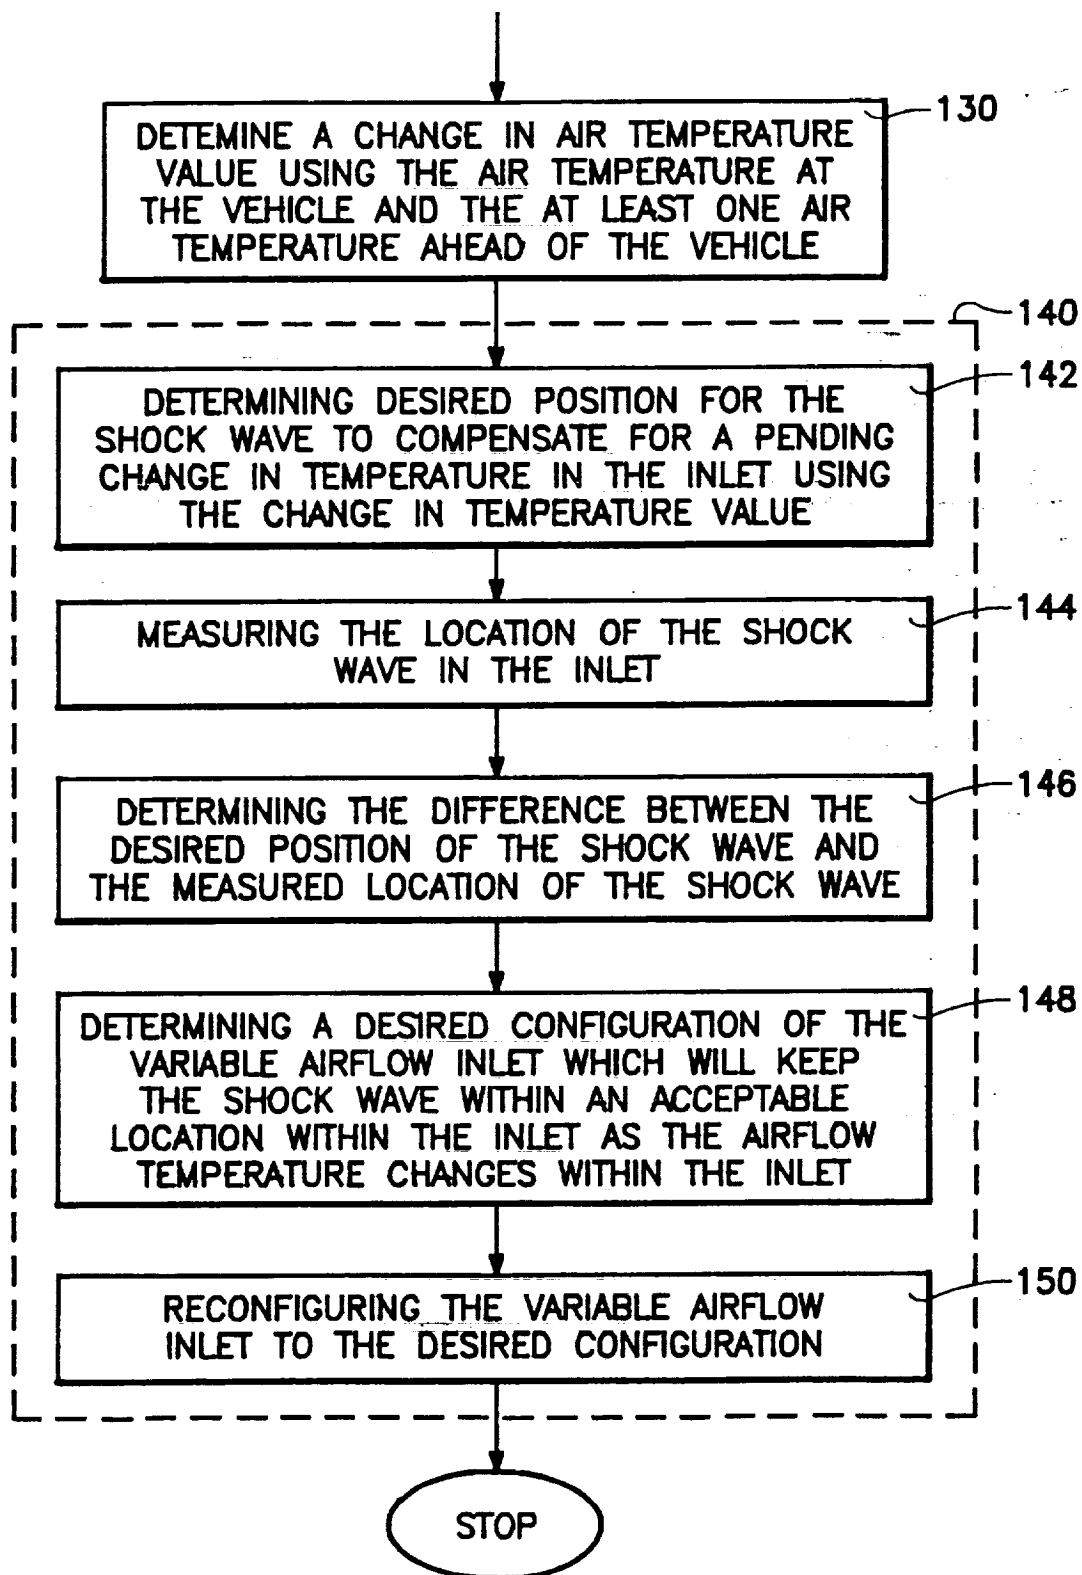 130
DETEMINE A CHANGE IN AIR TEMPERATURE
VALUE USING THE AIR TEMPERATURE AT
THE VEHICLE AND THE AT LEAST ONE AIR
TEMPERATURE AHEAD OF THE VEHICLE
140
142
DETERMINING DESIRED POSITION FOR THE
SHOCK WAVE TO COMPENSATE FOR A PENDING
CHANGE IN TEMPERATURE IN THE INLET USING
THE CHANGE IN TEMPERATURE VALUE
144
MEASURING THE LOCATION OF THE SHOCK
WAVE IN THE INLET
146
DETERMINING THE DIFFERENCE BETWEEN THE
DESIRED POSITION OF THE SHOCK WAVE AND
THE MEASURED LOCATION OF THE SHOCK WAVE
148
DETERMINING A DESIRED CONFIGURATION OF THE
VARIABLE AIRFLOW INLET WHICH WILL KEEP
THE SHOCK WAVE WITHIN AN ACCEPTABLE
LOCATION WITHIN THE INLET AS THE AIRFLOW
TEMPERATURE CHANGES WITHIN THE INLET
150
RECONFIGURING THE VARIABLE AIRFLOW
INLET TO THE DESIRED CONFIGURATION
STOP